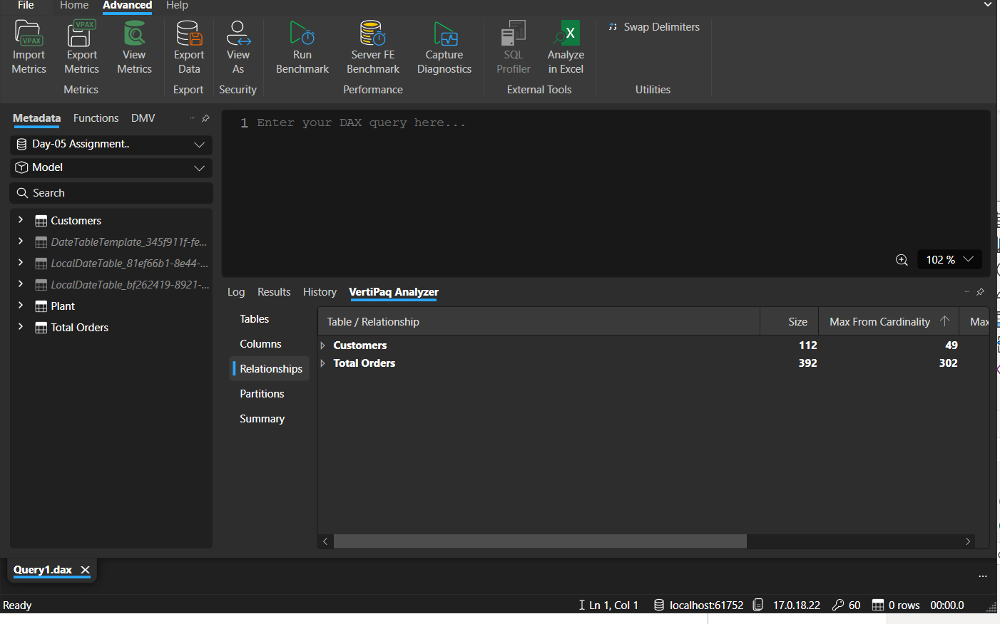 File Home Advanced Help
VPAX VPAX
Import Metrics
Export Metrics
View Metrics
Export Data
View As
Run Benchmark
Server FE Benchmark
Capture Diagnostics
SQL Profiler
X
Analyze in Excel
Swap Delimiters
Metrics Export Security Performance External Tools Utilities
Metadata Functions DMV
Day-05 Assignment..
Model
Search
Customers
DateTableTemplate_345f911f-fe...
LocalDateTable_81ef66b1-8e44-...
LocalDateTable_bf262419-8921-...
Plant
Total Orders
1 Enter your DAX query here...
102 %
Log Results History VertiPaq Analyzer
Tables
Columns
Relationships
Partitions
Summary
Table / Relationship Size Max From Cardinality Max
Customers 112 49
Total Orders 392 302
Query1.dax
Ready Ln 1, Col 1 localhost:61752 17.0.18.22 60 0 rows 00:00.0